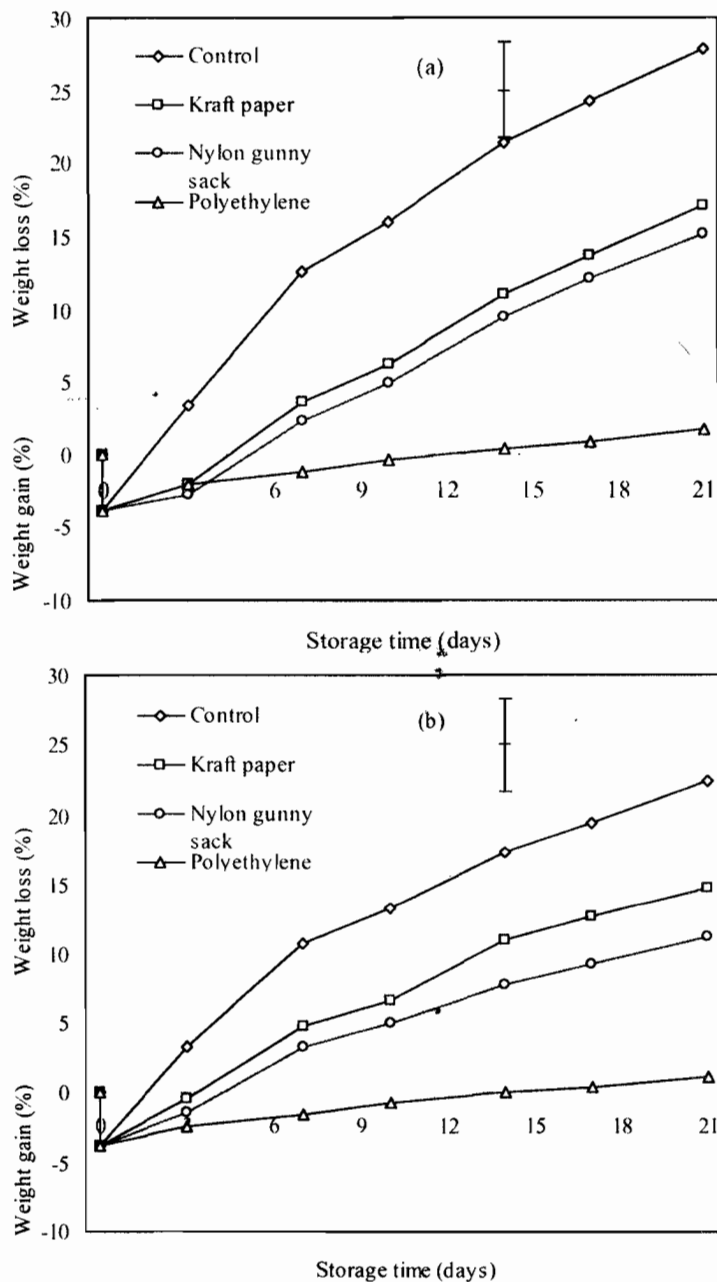 30
25
20
15
10
5
0
-5
-10
Weight loss (%)
Weight gain (%)
Control
Kraft paper
Nylon gunny
sack
Polyethylene
(a)
0
6
9
12
15
18
21
Storage time (days)
30
25
20
15
10
5
0
-5
-10
Weight loss (%)
Weight gain (%)
Control
Kraft paper
Nylon gunny
sack
Polyethylene
(b)
0
6
9
12
15
18
21
Storage time (days)